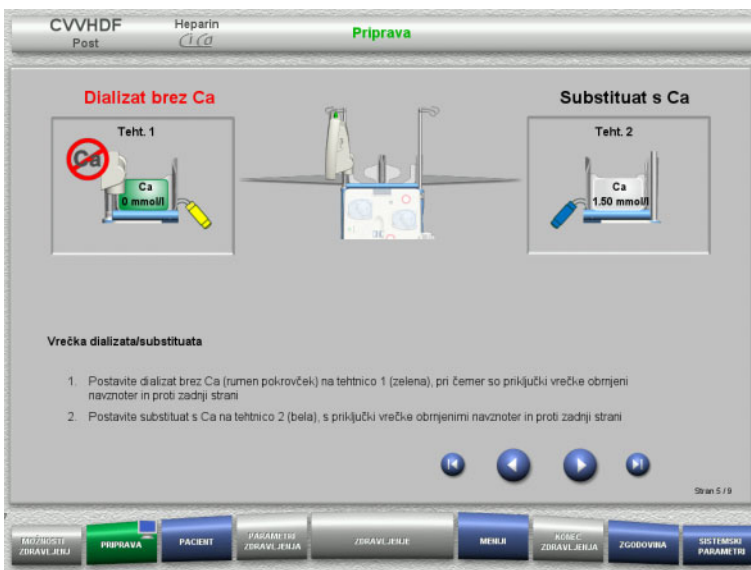 CVVHDF
Post
Heparin
Ci Ca
Priprava
Dializat brez Ca
Substituat s Ca
Teht. 1
Ca
Ca
0 mmol/l
Teht. 2
Ca
1.50 mmol/l
Vrečka dializata/substituata
1. Postavite dializat brez Ca (rumen pokrovček) na tehtnico 1 (zelena), pri čemer so priključki vrečke obrnjeni
navznoter in proti zadnji strani
2. Postavite substituat s Ca na tehtnico 2 (bela), s priključki vrečke obrnjenimi navznoter in proti zadnji strani
Stran 5 / 9
MOŽNOSTI
ZDRAVLJENJ
PRIPRAVA
PACIENT
PARAMETRI
ZDRAVLJENJA
ZDRAVLJENJE
MENIJI
KONEC
ZDRAVLJENJA
ZGODOVINA
SISTEMSKI
PARAMETRI